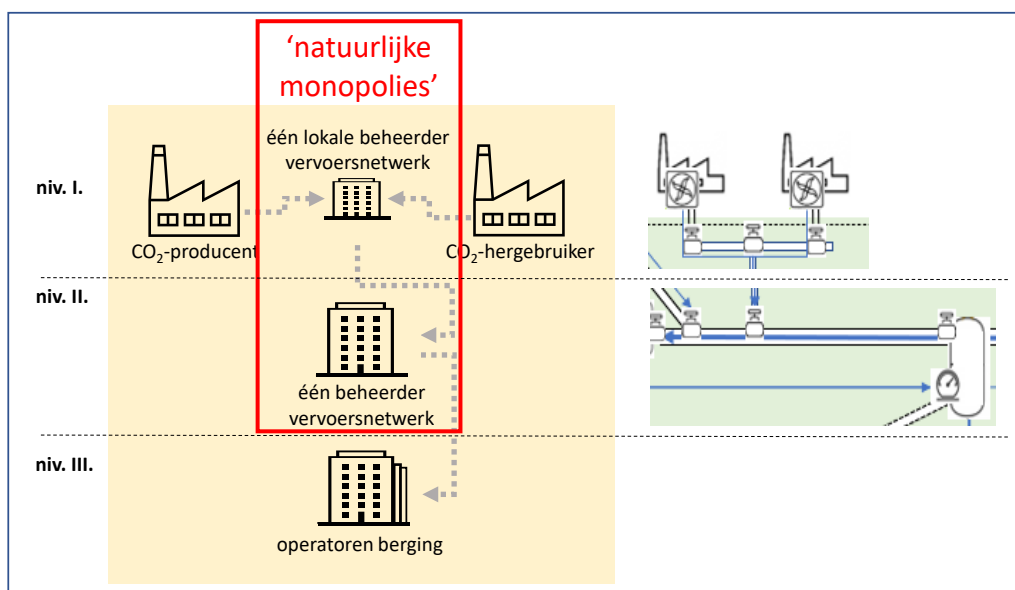 ‘natuurlijke
monopolies’
één lokale beheerder
vervoersnetwerk
niv. I.
CO₂-producent
CO₂-hergebruiker
niv. II.
één beheerder
vervoersnetwerk
niv. III.
operatoren berging